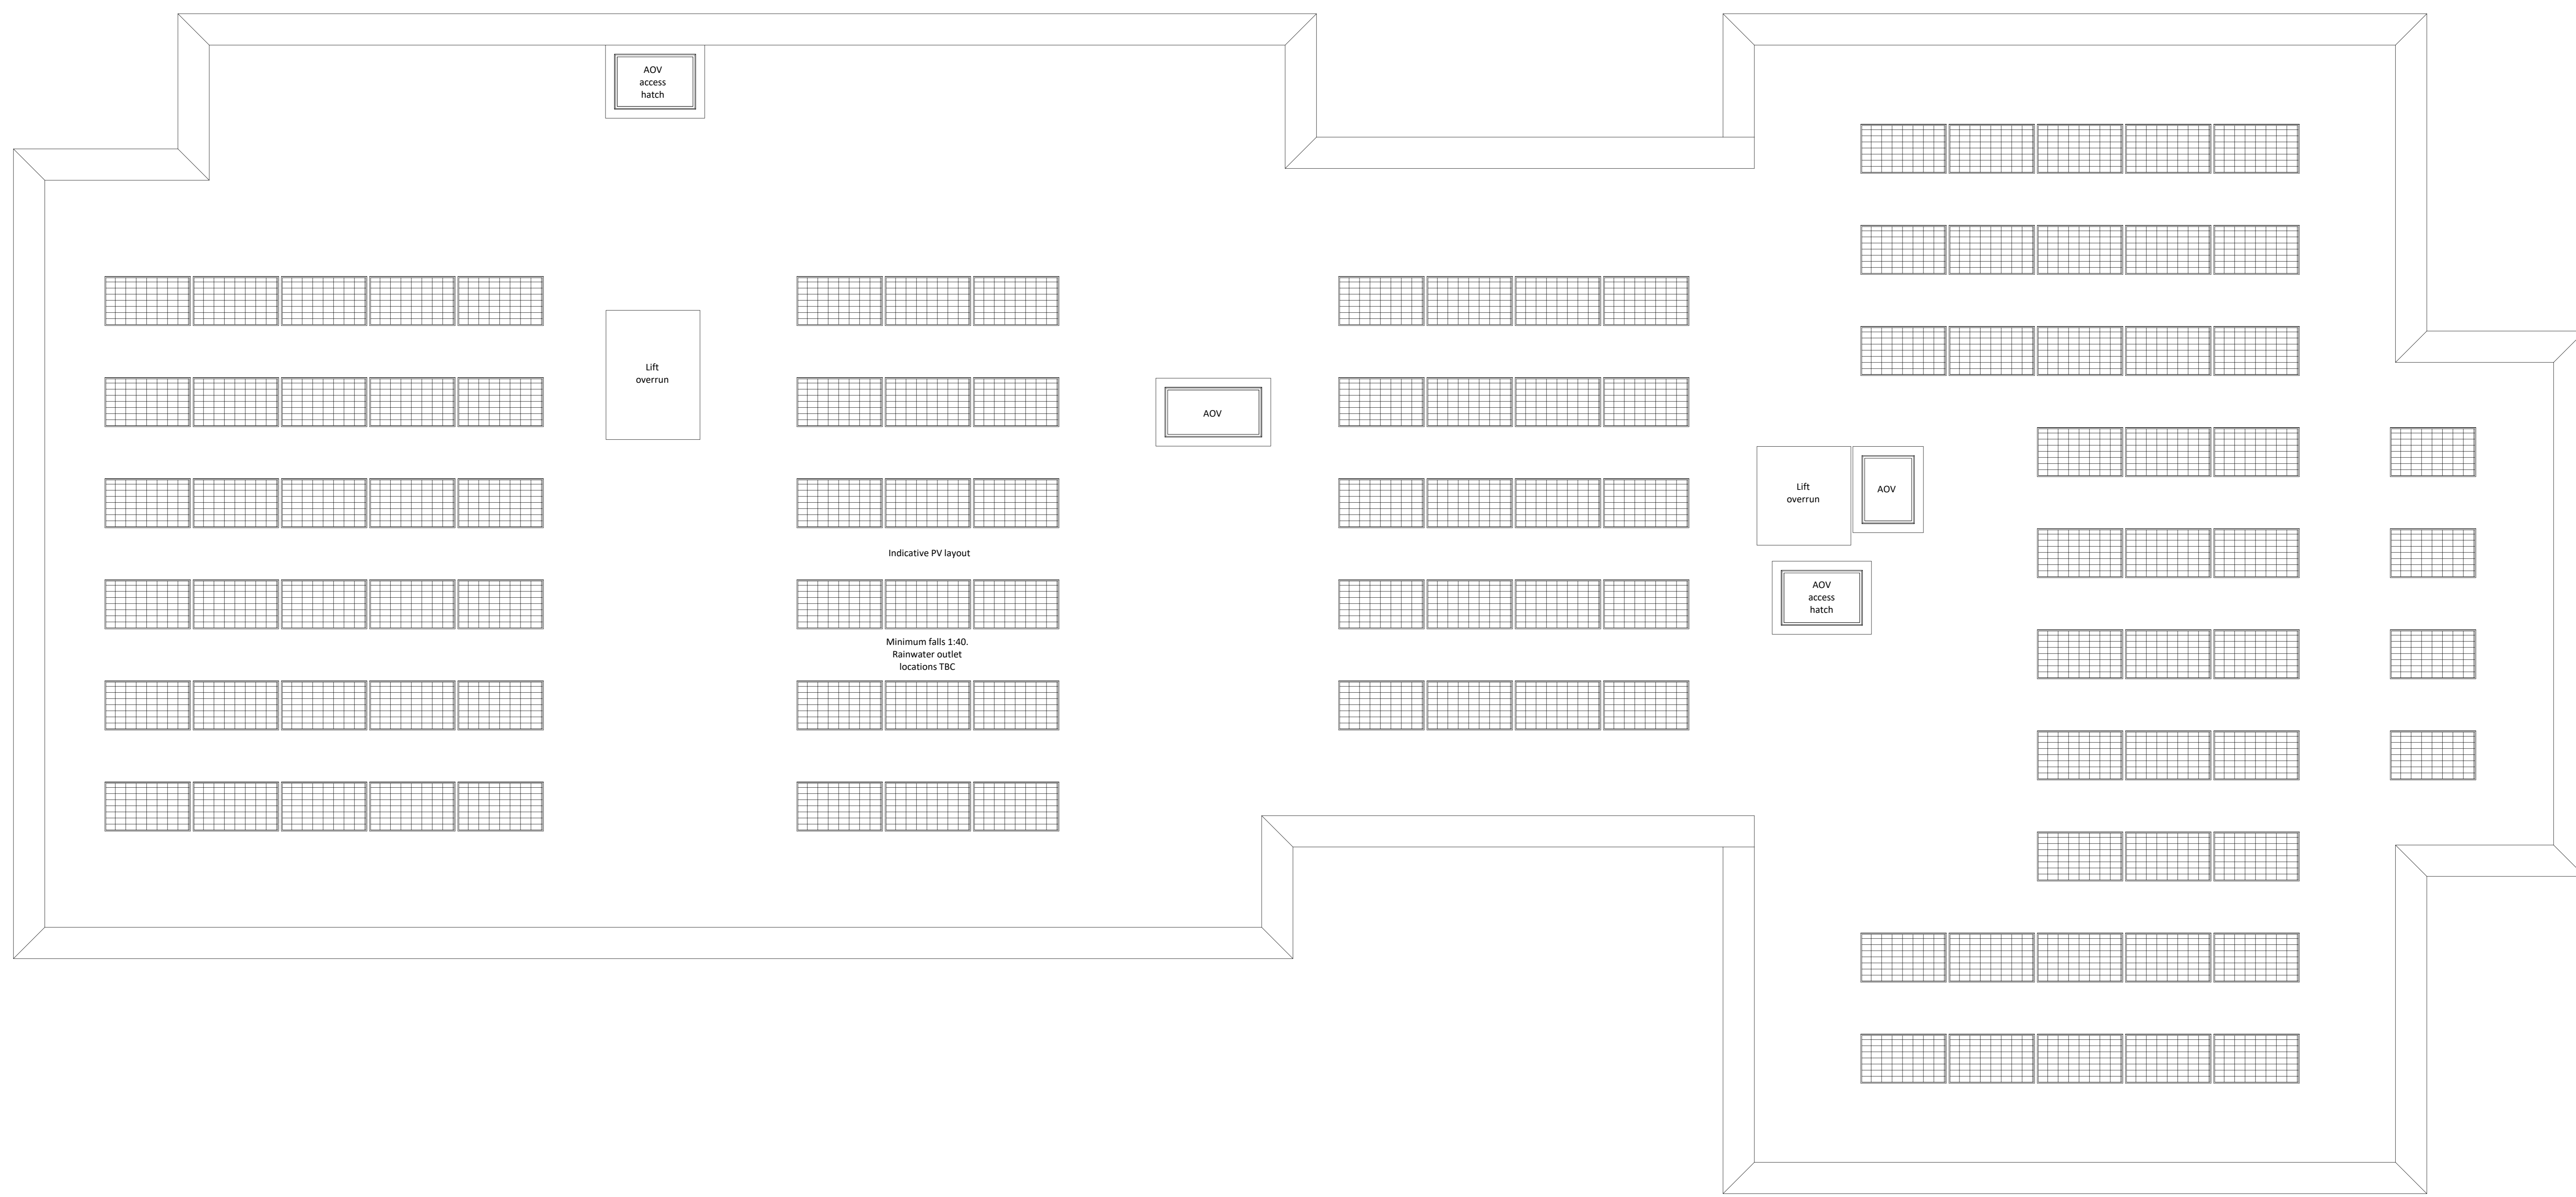 AOV
access
hatch
Lift
overrun
AOV
Lift
overrun
AOV
Indicative PV layout
AOV
access
hatch
Minimum falls 1:40.
Rainwater outlet
locations TBC